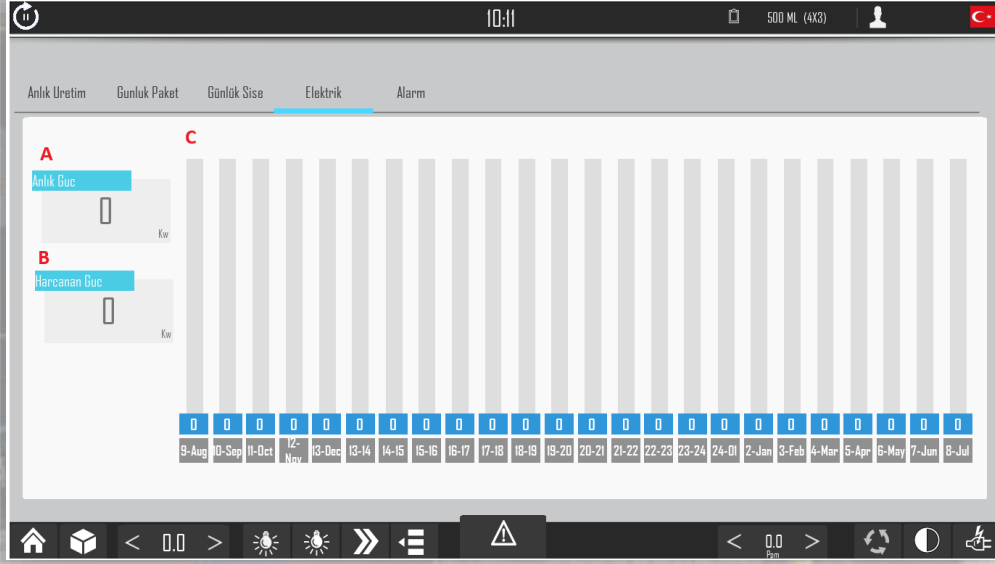 10:11
500 ML (4X3)
Anlık Uretim
Gunluk Paket
Günlük Sise
Elektrik
Alarm
A
Anlık Guc
0
Kw
B
Harcanan Guc
0
Kw
C
0 0 0 0 0 0 0 0 0 0 0 0 0 0 0 0 0 0 0 0 0 0 0 0
9-Aug 10-Sep 11-Oct 12-Nov 13-Dec 13-14 14-15 15-16 16-17 17-18 18-19 19-20 20-21 21-22 22-23 23-24 24-01 2-Jan 3-Feb 4-Mar 5-Apr 6-May 7-Jun 8-Jul
< 0.0 >
< 0.0 >
Ppm